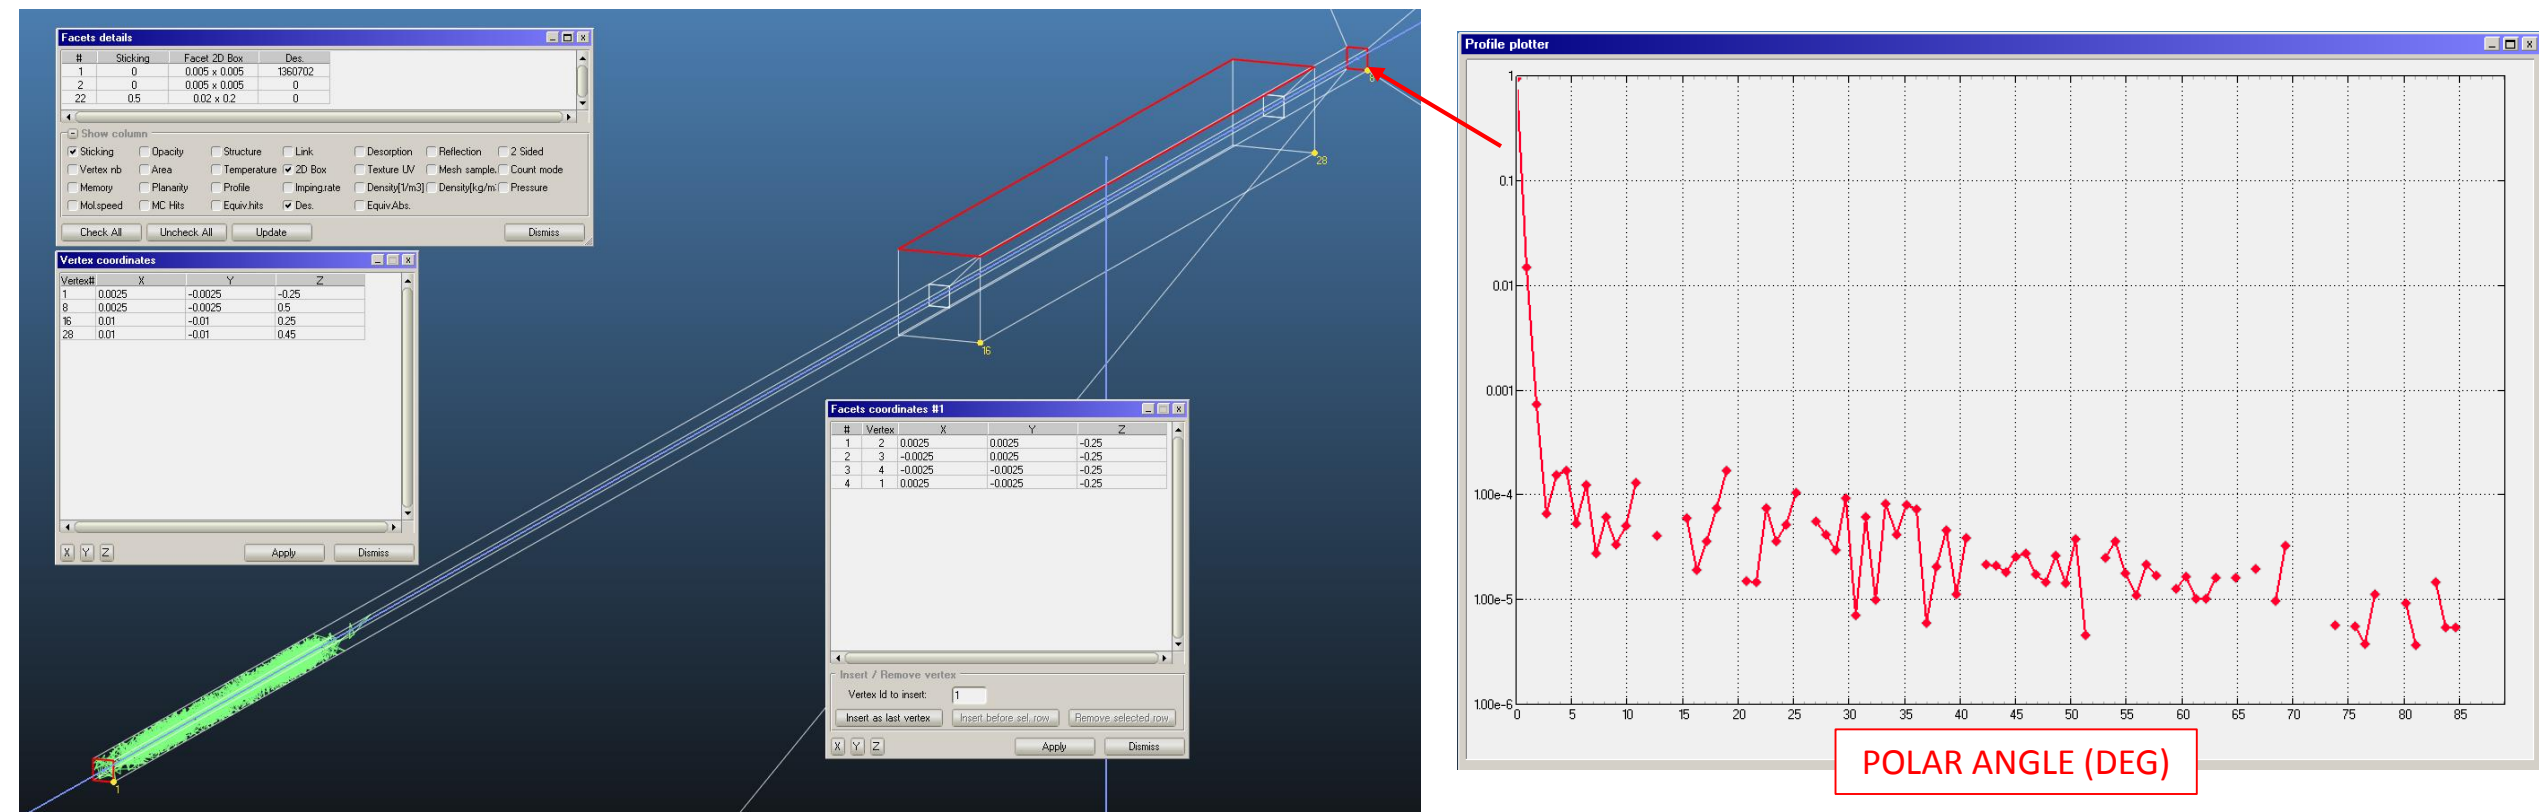 Facets details
# Sticking Facet 2D Box Des.
1 0 0.005 x 0.005 1360702
2 0 0.005 x 0.005 0
22 0.5 0.02 x 0.2 0
Show column
Sticking Opacity Structure Link Desorption Reflection 2 Sided
Vertex nb Area Temperature 2D Box Texture UV Mesh sample. Count mode
Memory Planarity Profile Imping.rate Density[1/m3] Density[kg/m Pressure
Mol.speed MC Hits Equiv.hits Des. Equiv.Abs.
Check All Uncheck All Update Dismiss
Vertex coordinates
Vertex# X Y Z
1 0.0025 -0.0025 -0.25
8 0.0025 -0.0025 0.5
16 0.01 -0.01 0.25
28 0.01 -0.01 0.45
X Y Z Apply Dismiss
8
28
16
1
Facets coordinates #1
# Vertex X Y Z
1 2 0.0025 0.0025 -0.25
2 3 -0.0025 0.0025 -0.25
3 4 -0.0025 -0.0025 -0.25
4 1 0.0025 -0.0025 -0.25
Insert / Remove vertex
Vertex Id to insert: 1
Insert as last vertex Insert before sel. row Remove selected row
X Y Z Apply Dismiss
Profile plotter
1
0.1
0.01
0.001
1.00e-4
1.00e-5
1.00e-6
0 5 10 15 20 25 30 35 40 45 50 55 60 65 70 75 80 85
POLAR ANGLE (DEG)